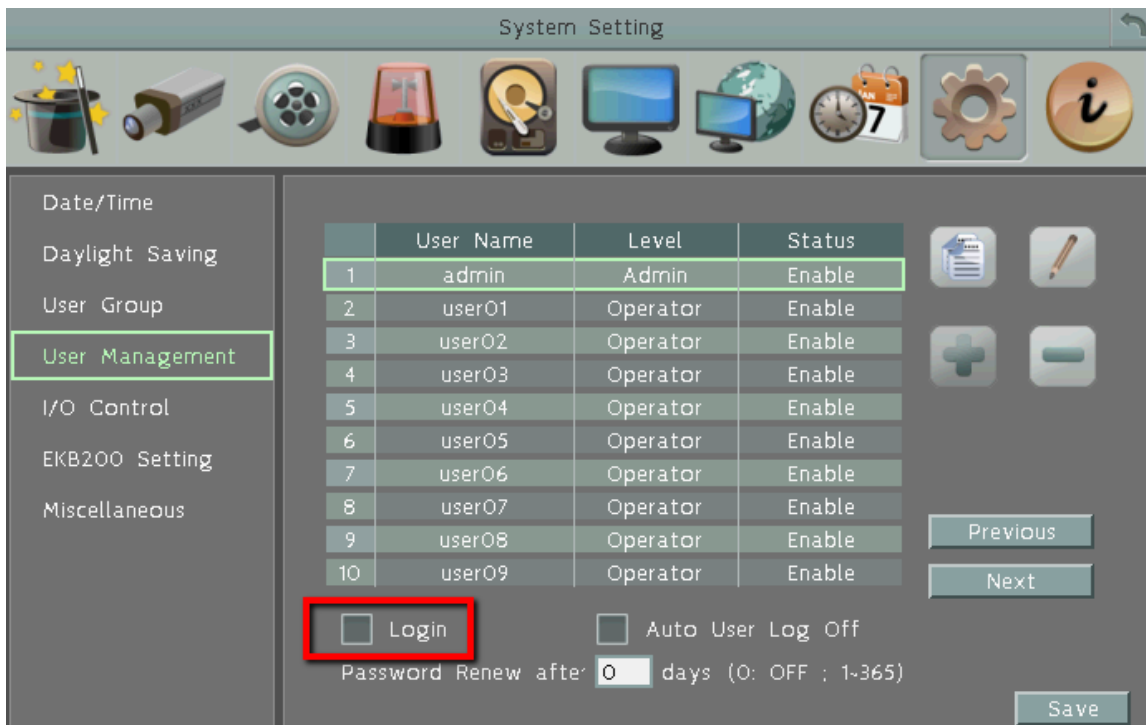 System Setting
JAN
7
i
Date/Time
Daylight Saving
User Group
User Management
I/O Control
EKB200 Setting
Miscellaneous
User Name Level Status
1 admin Admin Enable
2 user01 Operator Enable
3 user02 Operator Enable
4 user03 Operator Enable
5 user04 Operator Enable
6 user05 Operator Enable
7 user06 Operator Enable
8 user07 Operator Enable
9 user08 Operator Enable
10 user09 Operator Enable
Previous
Next
Login Auto User Log Off
Password Renew after 0 days (0: OFF ; 1~365)
Save